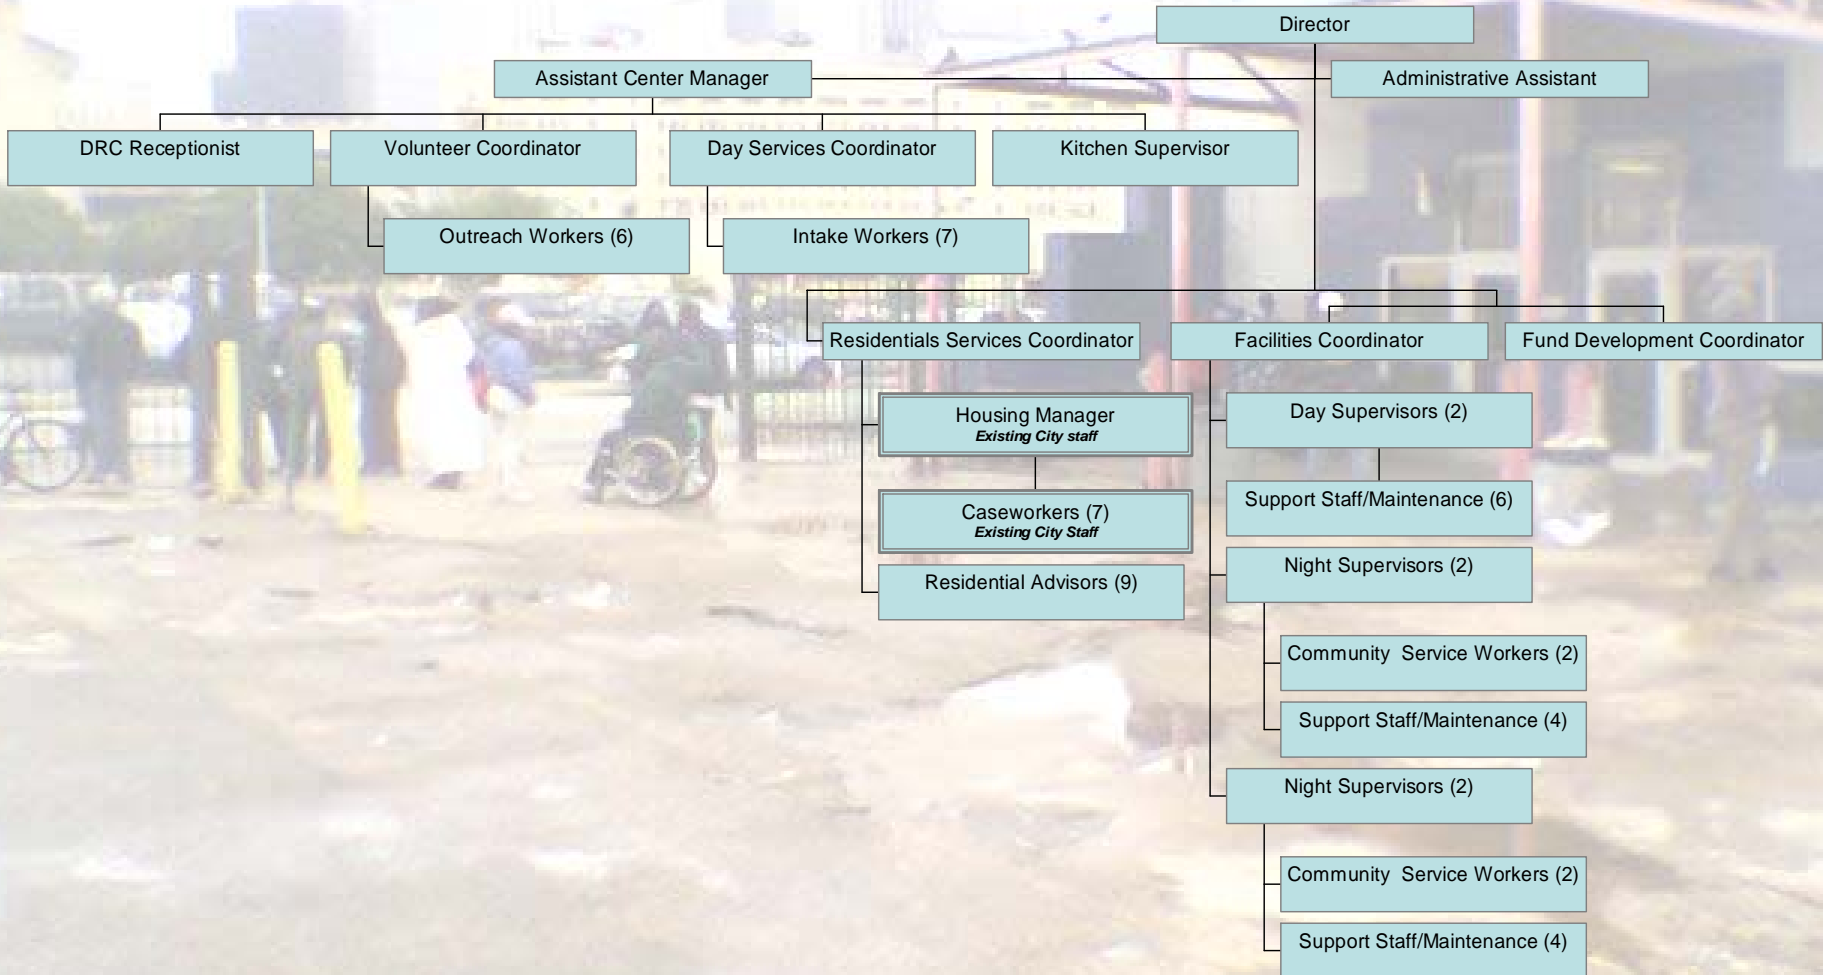 Director
Assistant Center Manager
Administrative Assistant
DRC Receptionist
Volunteer Coordinator
Day Services Coordinator
Kitchen Supervisor
Outreach Workers (6)
Intake Workers (7)
Residentials Services Coordinator
Facilities Coordinator
Fund Development Coordinator
Housing Manager
Existing City staff
Caseworkers (7)
Existing City Staff
Residential Advisors (9)
Day Supervisors (2)
Support Staff/Maintenance (6)
Night Supervisors (2)
Community  Service Workers (2)
Support Staff/Maintenance (4)
Night Supervisors (2)
Community  Service Workers (2)
Support Staff/Maintenance (4)